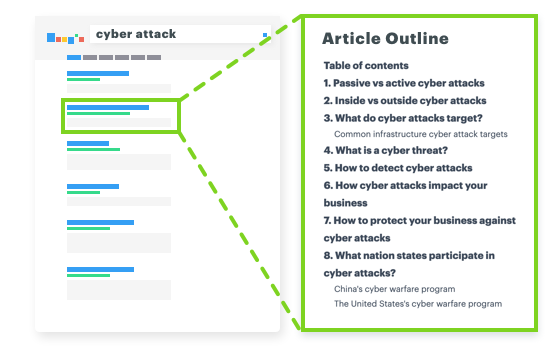 cyber attack
Article Outline
Table of contents
1. Passive vs active cyber attacks
2. Inside vs outside cyber attacks
3. What do cyber attacks target?
Common infrastructure cyber attack targets
4. What is a cyber threat?
5. How to detect cyber attacks
6. How cyber attacks impact your
business
7. How to protect your business against
cyber attacks
8. What nation states participate in
cyber attacks?
China's cyber warfare program
The United States's cyber warfare program